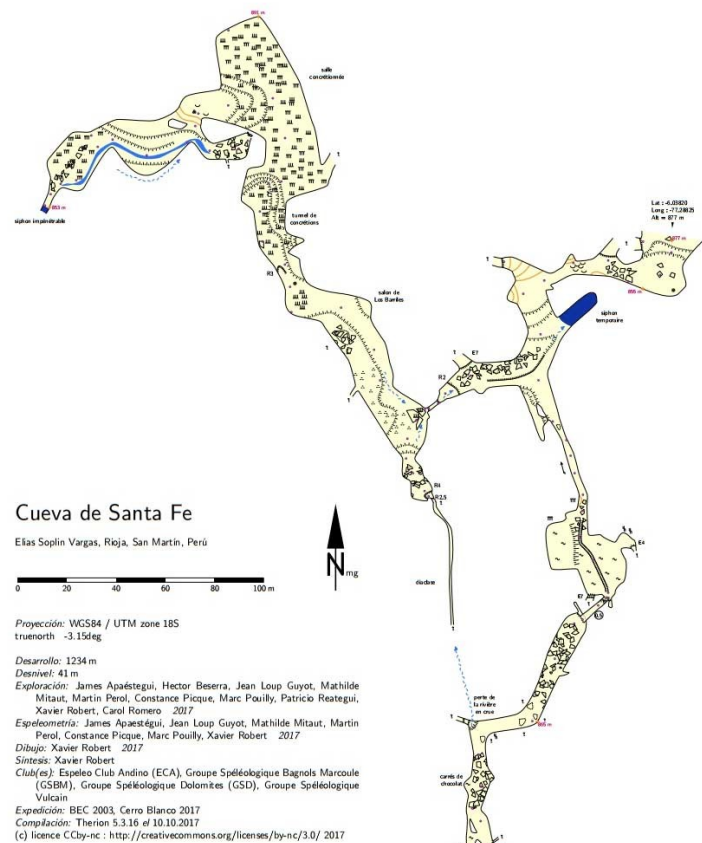 salle
concrétionnée
siphon impénétrable
853 m
tunnel de
concrétions
R3
salon de
Los Barriles
Lat : -6.03820
Long : -77.28825
Alt = 877 m
877 m
siphon
temporaire
E?
R2
R4
R2.5
diaclase
E4
E?
0.5
perte de
la rivière
en crue
carrés de
chocolat
Cueva de Santa Fe
Elías Soplin Vargas, Rioja, San Martín, Perú
N mg
0 20 40 60 80 100 m
Proyección: WGS84 / UTM zone 18S
truenorth -3.15deg
Desarrollo: 1234 m
Desnivel: 41 m
Exploración: James Apaéstegui, Hector Beserra, Jean Loup Guyot, Mathilde
Mitaut, Martin Perol, Constance Picque, Marc Pouilly, Patricio Reategui,
Xavier Robert, Carol Romero 2017
Espeleometría: James Apaestégui, Jean Loup Guyot, Mathilde Mitaut, Martin
Perol, Constance Picque, Marc Pouilly, Xavier Robert 2017
Dibujo: Xavier Robert 2017
Síntesis: Xavier Robert
Club(es): Espeleo Club Andino (ECA), Groupe Spéléologique Bagnols Marcoule
(GSBM), Groupe Spéléologique Dolomites (GSD), Groupe Spéléologique
Vulcain
Expedición: BEC 2003, Cerro Blanco 2017
Compilación: Therion 5.3.16 el 10.10.2017
(c) licence CCby-nc : http://creativecommons.org/licenses/by-nc/3.0/ 2017